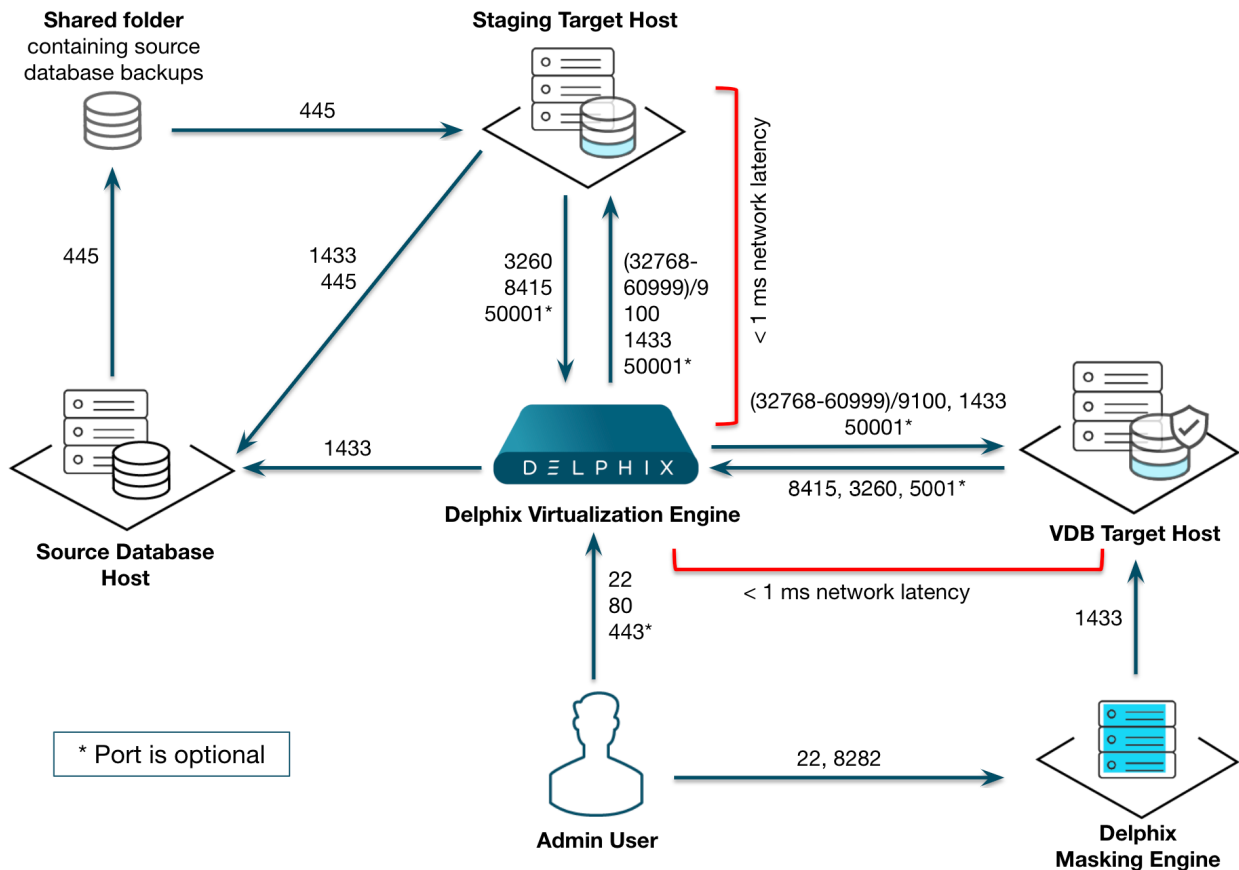 Shared folder
containing source
database backups
Staging Target Host
445
445
1433
445
3260
8415
50001*
(32768-
60999)/9
100
1433
50001*
< 1 ms network latency
(32768-60999)/9100, 1433
50001*
1433
DELPHIX
8415, 3260, 5001*
Delphix Virtualization Engine
VDB Target Host
Source Database
Host
< 1 ms network latency
22
80
443*
1433
* Port is optional
22, 8282
Admin User
Delphix
Masking Engine